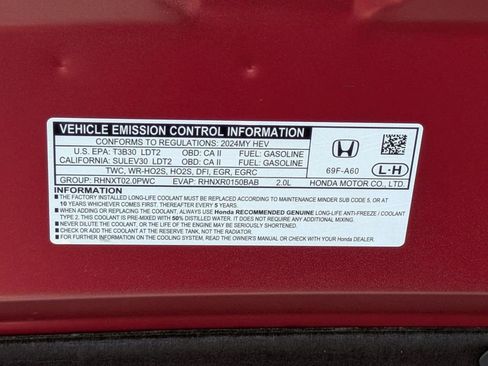 VEHICLE EMISSION CONTROL INFORMATION
CONFORMS TO REGULATIONS: 2024MY HEV
U.S. EPA: T3B30 LDT2 OBD: CA II FUEL: GASOLINE
CALIFORNIA: SULEV30 LDT2 OBD: CA II FUEL: GASOLINE
69F-A60 L-H
TWC, WR-HO2S, HO2S, DFI, EGR, EGRC
GROUP: RHNXT02.0PWC EVAP: RHNXR0150BAB 2.0L HONDA MOTOR CO., LTD.
INFORMATION
■ THE FACTORY INSTALLED LONG-LIFE COOLANT MUST BE REPLACED ACCORDING TO MAINTENANCE MINDER SUB CODE, 5, OR AT
10 YEARS WHICHEVER COMES FIRST. THEREAFTER EVERY 5 YEARS.
■ WHEN ADDING OR REPLACING THE COOLANT, ALWAYS USE Honda RECOMMENDED GENUINE LONG-LIFE ANTI-FREEZE / COOLANT
TYPE 2. THIS COOLANT IS PRE-MIXED WITH 50% DISTILLED WATER. IT DOES NOT REQUIRE ANY ADDITIONAL MIXING.
■ NEVER DILUTE THE COOLANT; OR THE LIFE OF THE ENGINE MAY BE SERIOUSLY SHORTENED.
■ CHECK AND ADD THE COOLANT AT THE RESERVE TANK, NOT THE RADIATOR.
■ FOR MORE INFORMATION ON THE COOLING SYSTEM, READ THE OWNER'S MANUAL OR CHECK WITH YOUR Honda DEALER.